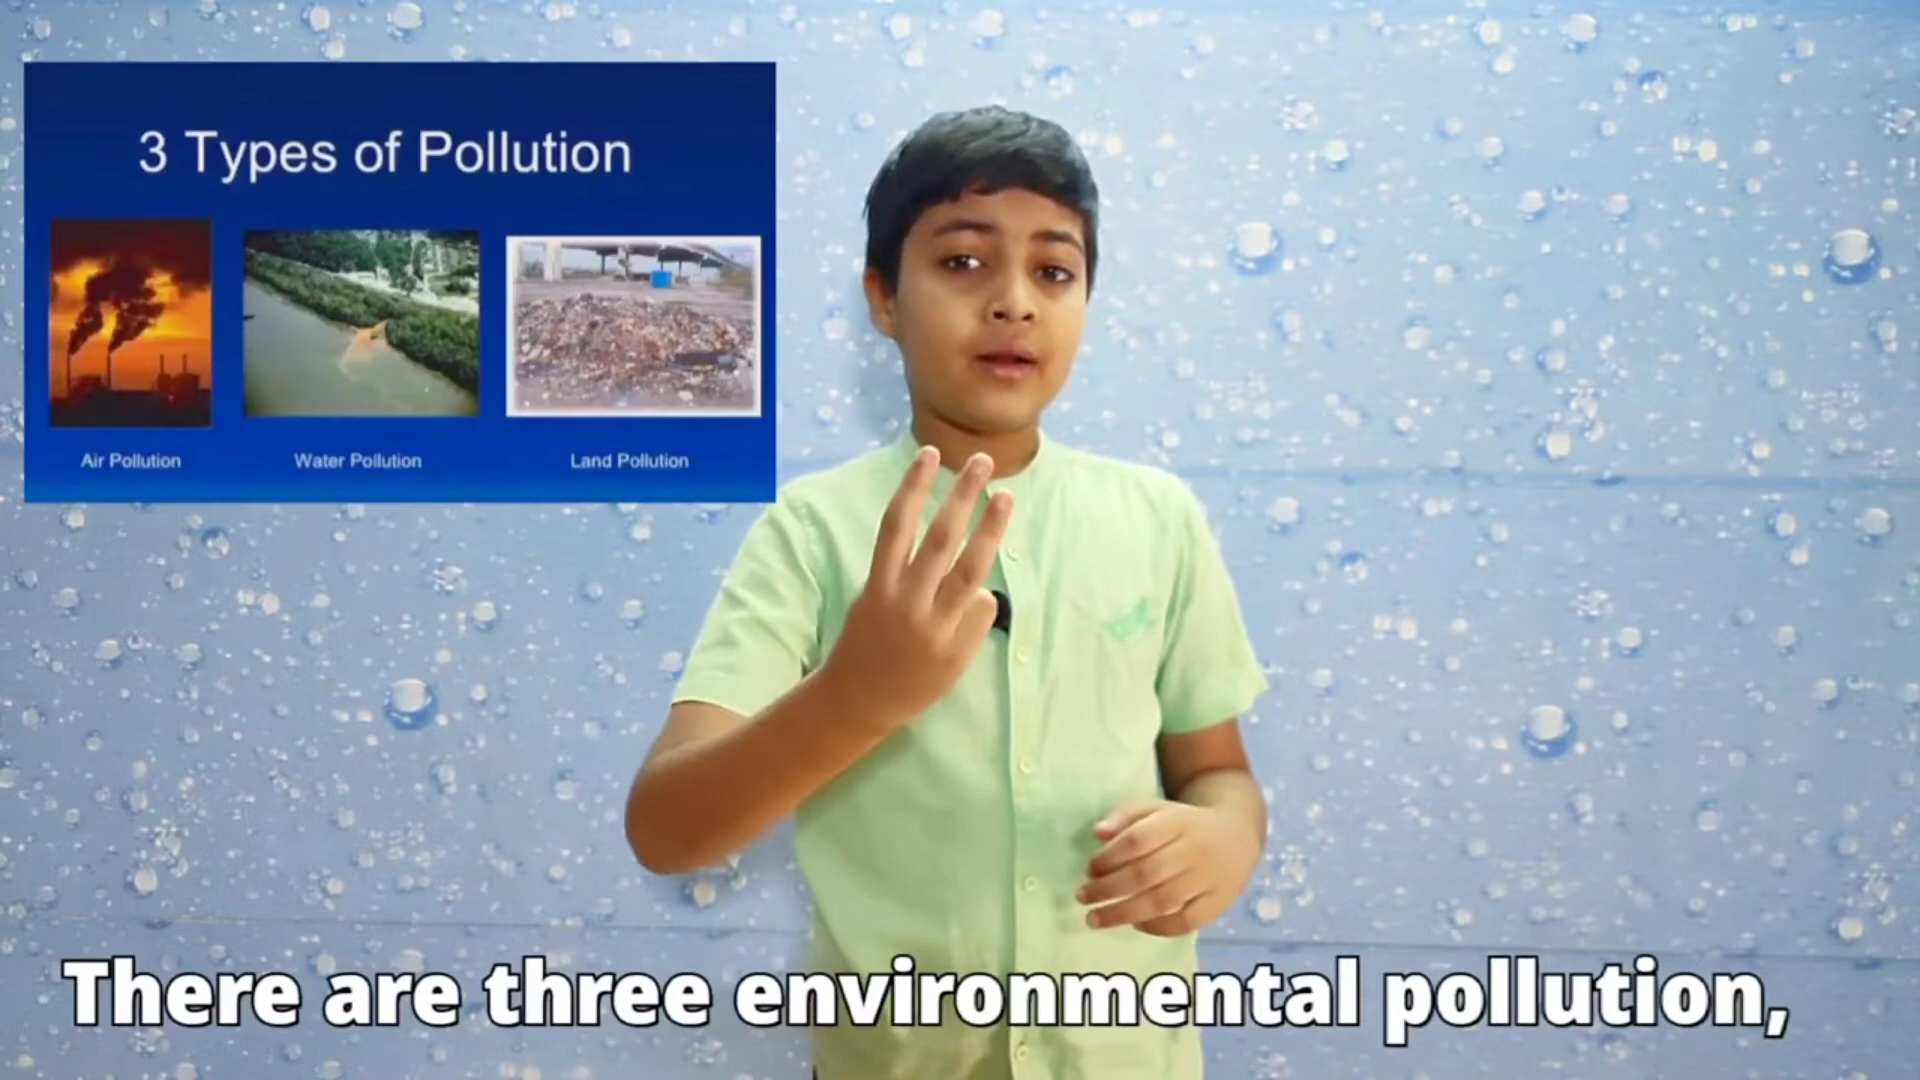 3 Types of Pollution
Air Pollution Water Pollution Land Pollution
There are three environmental pollution,